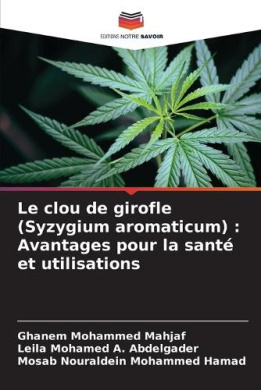 EDITIONS NOTRE SAVOIR
Le clou de girofle
(Syzygium aromaticum) :
Avantages pour la santé
et utilisations
Ghanem Mohammed Mahjaf
Leila Mohamed A. Abdelgader
Mosab Nouraldein Mohammed Hamad